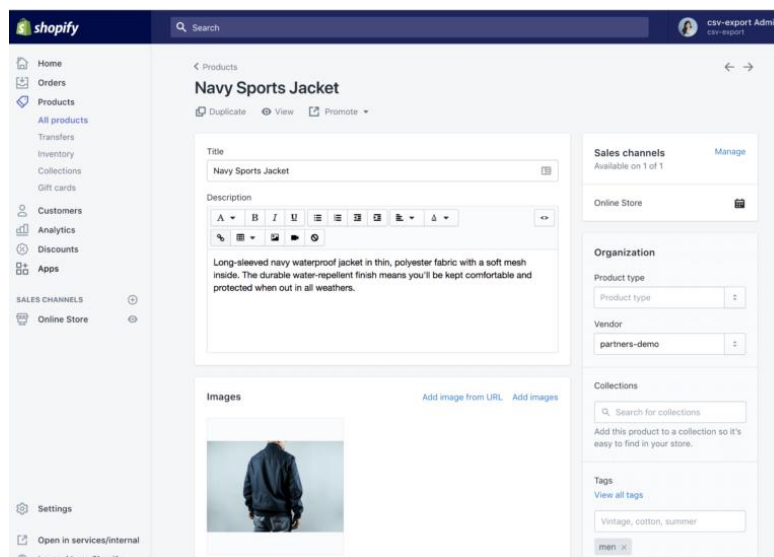 shopify
Search
csv-export Admi
csv-export
Home
Orders
Products
All products
Transfers
Inventory
Collections
Gift cards
Customers
Analytics
Discounts
Apps
SALES CHANNELS
Online Store
Settings
Open in services/internal
Products
Navy Sports Jacket
Duplicate View Promote
Title
Navy Sports Jacket
Description
A B I U
Long-sleeved navy waterproof jacket in thin, polyester fabric with a soft mesh
inside. The durable water-repellent finish means you'll be kept comfortable and
protected when out in all weathers.
Images Add image from URL Add images
Sales channels Manage
Available on 1 of 1
Online Store
Organization
Product type
Product type
Vendor
partners-demo
Collections
Search for collections
Add this product to a collection so it's
easy to find in your store.
Tags
View all tags
Vintage, cotton, summer
men ×